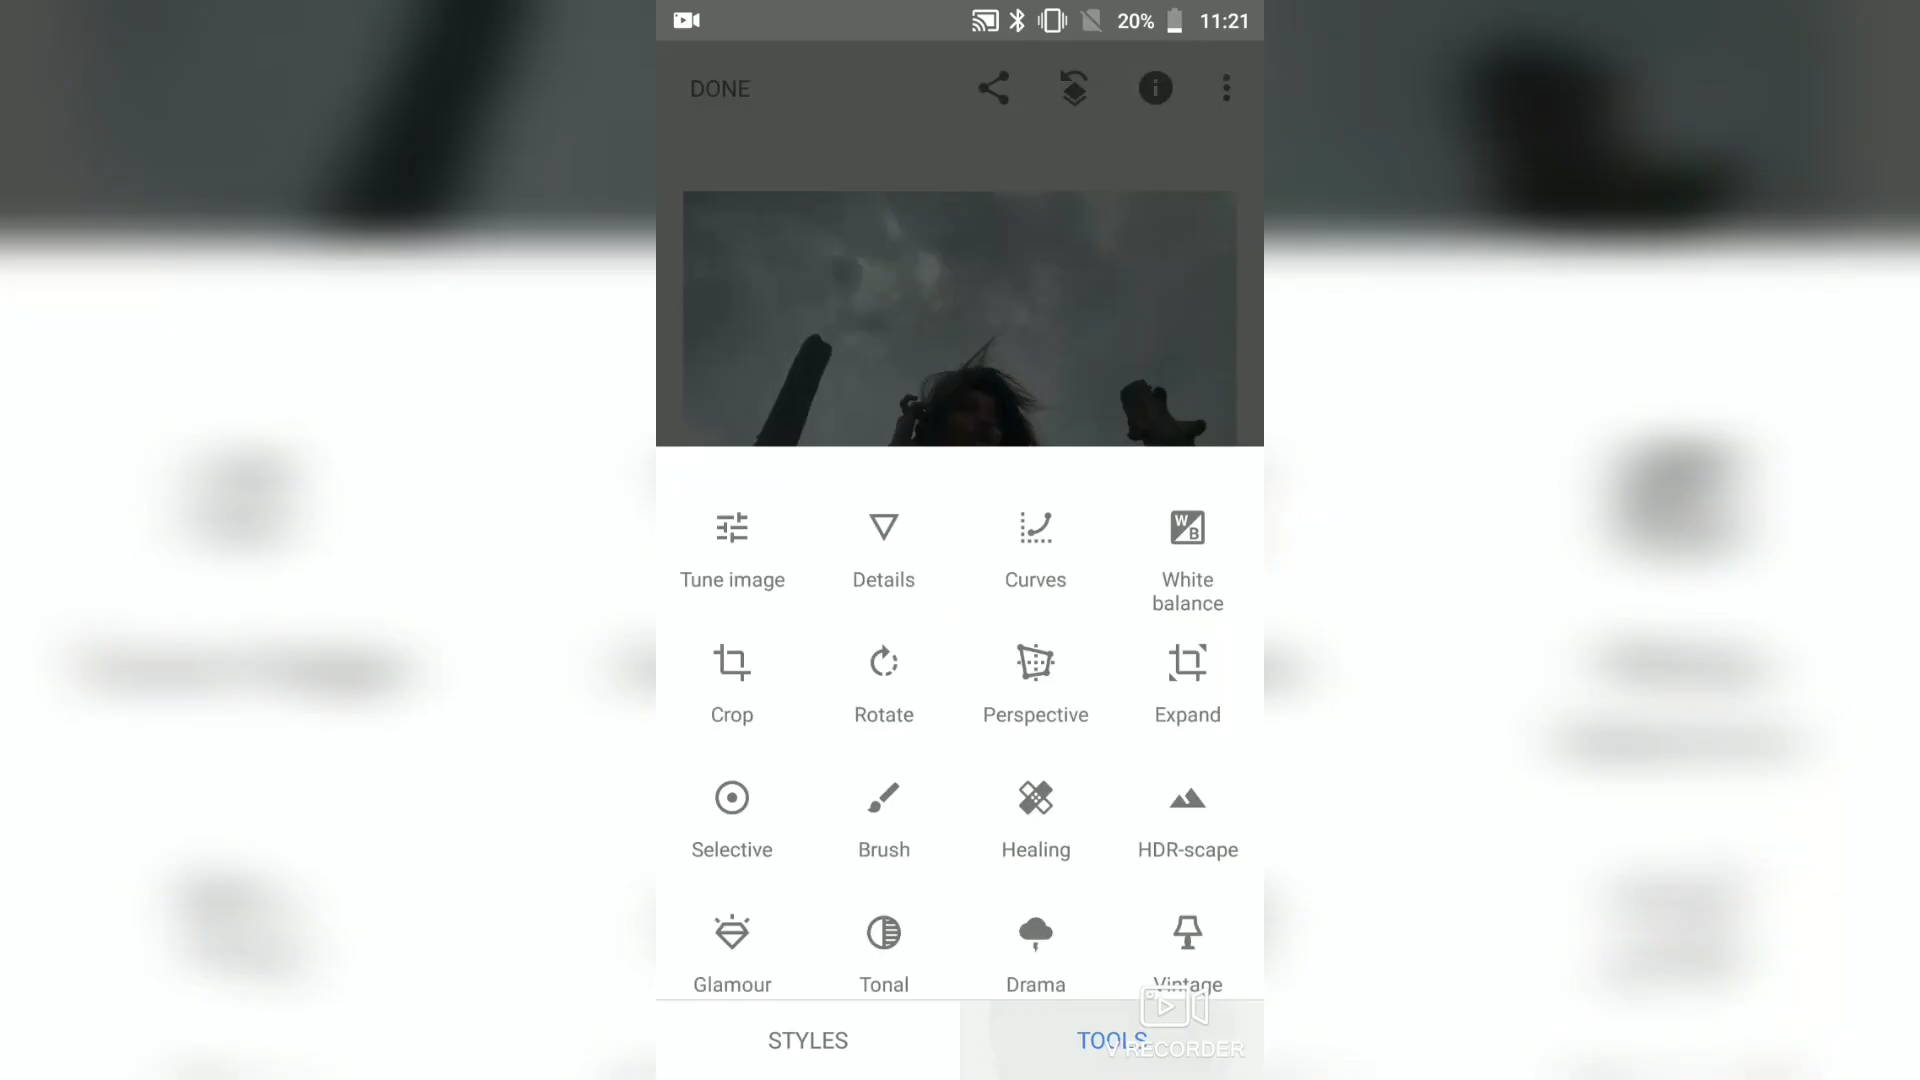 20% 11:21
DONE
Tune image Details Curves White balance
W B
Crop Rotate Perspective Expand
Selective Brush Healing HDR-scape
Glamour Tonal Drama Vintage
STYLES TOOLS
V RECORDER